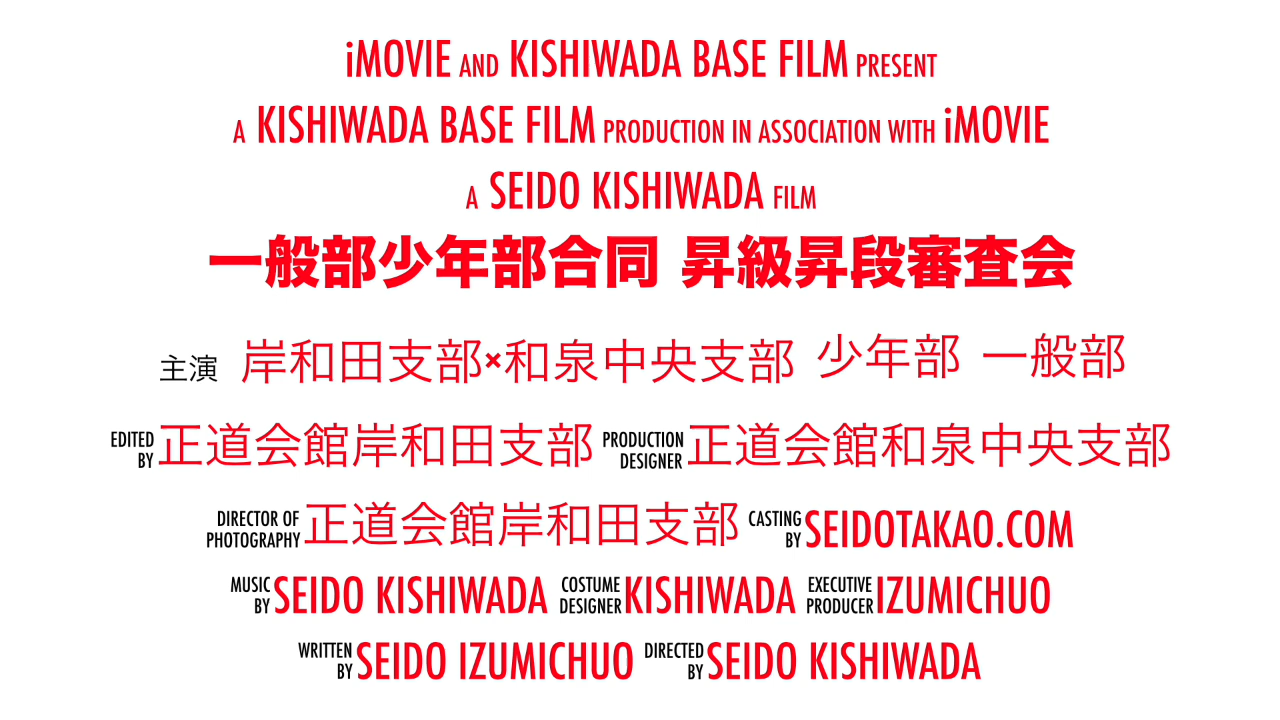 iMOVIE AND KISHIWADA BASE FILM PRESENT
A KISHIWADA BASE FILM PRODUCTION IN ASSOCIATION WITH iMOVIE
A SEIDO KISHIWADA FILM
一般部少年部合同 昇級昇段審査会
主演 岸和田支部×和泉中央支部 少年部 一般部
EDITED BY 正道会館岸和田支部 PRODUCTION DESIGNER 正道会館和泉中央支部
DIRECTOR OF PHOTOGRAPHY 正道会館岸和田支部 CASTING BY SEIDOTAKAO.COM
MUSIC BY SEIDO KISHIWADA COSTUME DESIGNER KISHIWADA EXECUTIVE PRODUCER IZUMICHUO
WRITTEN BY SEIDO IZUMICHUO DIRECTED BY SEIDO KISHIWADA